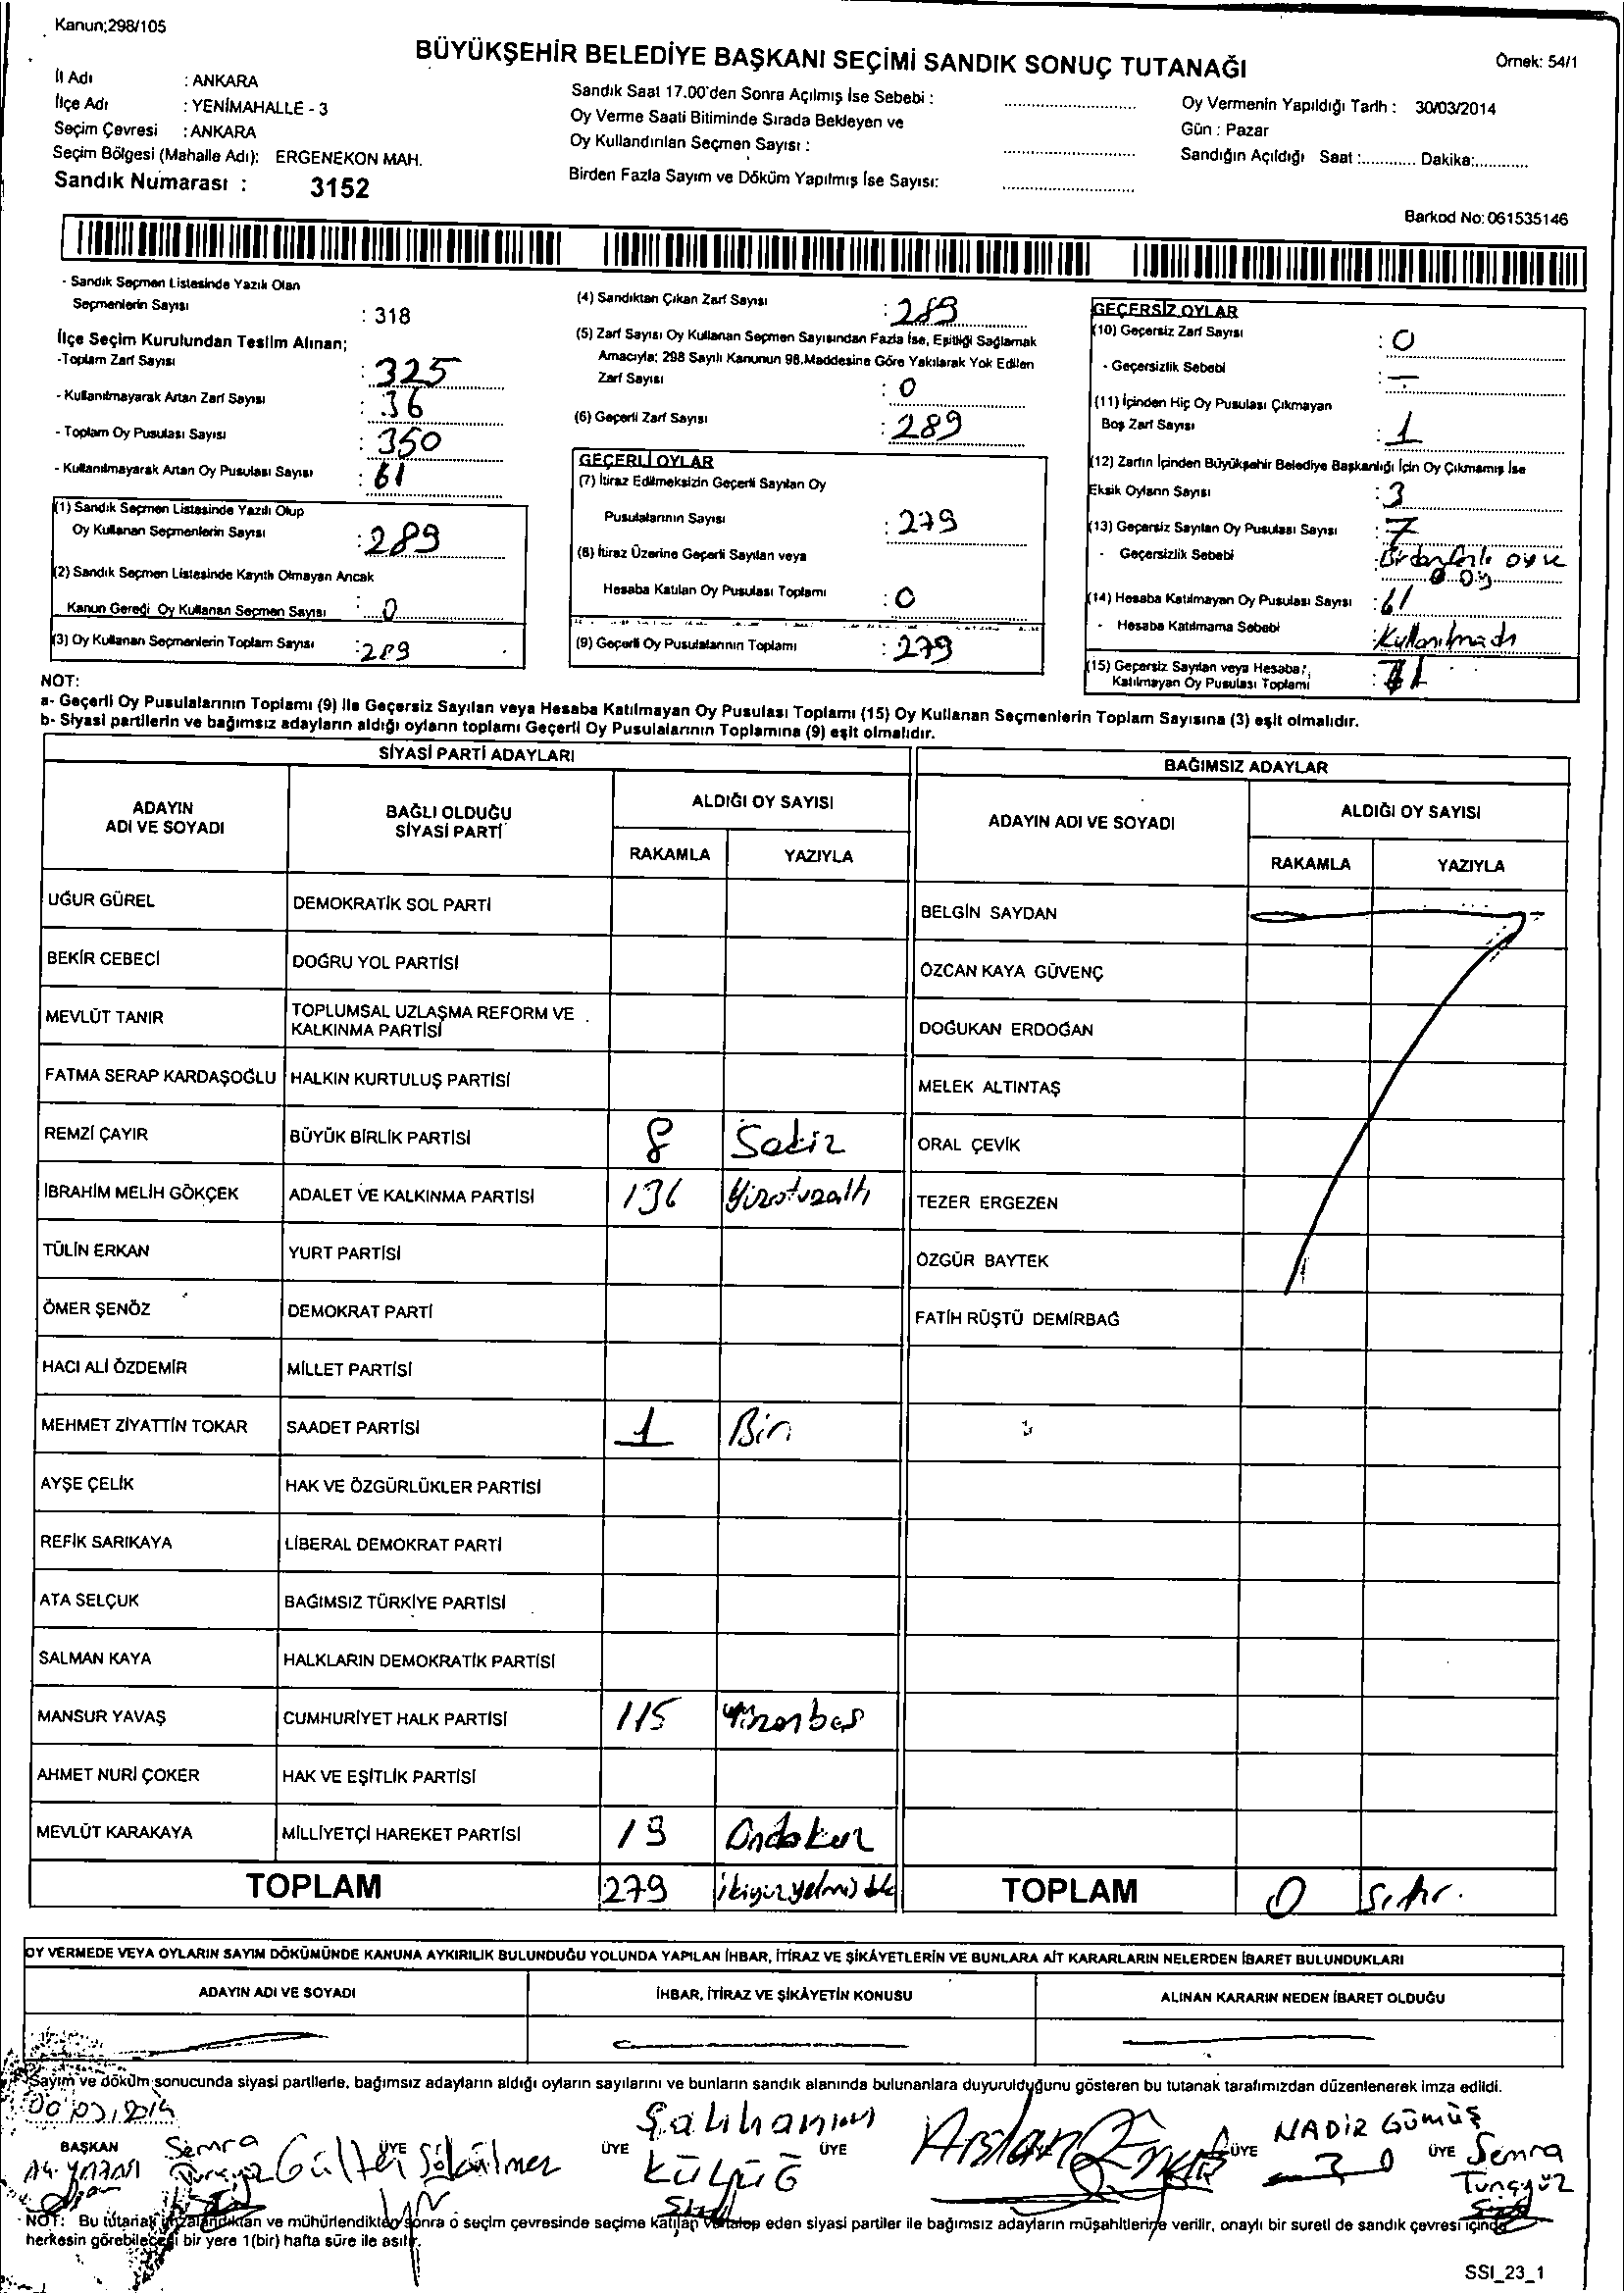 Kanun;298/105
BÜYÜKŞEHİR BELEDİYE BAŞKANI SEÇİMİ SANDIK SONUÇ TUTANAĞI
Örnek: 54/1
İl Adı : ANKARA
İlçe Adı : YENİMAHALLE - 3
Seçim Çevresi : ANKARA
Seçim Bölgesi (Mahalle Adı): ERGENEKON MAH.
Sandık Numarası : 3152
Sandık Saat 17.00'den Sonra Açılmış İse Sebebi :
Oy Verme Saati Bitiminde Sırada Bekleyen ve
Oy Kullandırılan Seçmen Sayısı :
Birden Fazla Sayım ve Döküm Yapılmış İse Sayısı:
Oy Vermenin Yapıldığı Tarih : 30/03/2014
Gün : Pazar
Sandığın Açıldığı Saat :............ Dakika:............
Barkod No: 061535146
- Sandık Seçmen Listesinde Yazılı Olan
Seçmenlerin Sayısı : 318
İlçe Seçim Kurulundan Teslim Alınan;
-Toplam Zarf Sayısı : 325
- Kullanılmayarak Artan Zarf Sayısı : 36
- Toplam Oy Pusulası Sayısı : 350
- Kullanılmayarak Artan Oy Pusulası Sayısı : 61
(1) Sandık Seçmen Listesinde Yazılı Olup
Oy Kullanan Seçmenlerin Sayısı : 289
(2) Sandık Seçmen Listesinde Kayıtlı Olmayan Ancak
Kanun Gereği Oy Kullanan Seçmen Sayısı : 0
(3) Oy Kullanan Seçmenlerin Toplam Sayısı : 289
(4) Sandıktan Çıkan Zarf Sayısı : 289
(5) Zarf Sayısı Oy Kullanan Seçmen Sayısından Fazla İse, Eşitliği Sağlamak
Amacıyla; 298 Sayılı Kanunun 98.Maddesine Göre Yakılarak Yok Edilen
Zarf Sayısı : 0
(6) Geçerli Zarf Sayısı : 289
GEÇERLİ OYLAR
(7) İtiraz Edilmeksizin Geçerli Sayılan Oy
Pusulalarının Sayısı : 279
(8) İtiraz Üzerine Geçerli Sayılan veya
Hesaba Katılan Oy Pusulası Toplamı : 0
(9) Geçerli Oy Pusulalarının Toplamı : 279
GEÇERSİZ OYLAR
(10) Geçersiz Zarf Sayısı : 0
- Geçersizlik Sebebi : -
(11) İçinden Hiç Oy Pusulası Çıkmayan
Boş Zarf Sayısı : 1
(12) Zarfın İçinden Büyükşehir Belediye Başkanlığı İçin Oy Çıkmamış İse
Eksik Oyların Sayısı : 3
(13) Geçersiz Sayılan Oy Pusulası Sayısı : 7
- Geçersizlik Sebebi :
(14) Hesaba Katılmayan Oy Pusulası Sayısı : 61
- Hesaba Katılmama Sebebi : Kullanılmadı
(15) Geçersiz Sayılan veya Hesaba
Katılmayan Oy Pusulası Toplamı :
NOT:
a- Geçerli Oy Pusulalarının Toplamı (9) ile Geçersiz Sayılan veya Hesaba Katılmayan Oy Pusulası Toplamı (15) Oy Kullanan Seçmenlerin Toplam Sayısına (3) eşit olmalıdır.
b- Siyasi partilerin ve bağımsız adayların aldığı oyların toplamı Geçerli Oy Pusulalarının Toplamına (9) eşit olmalıdır.
SİYASİ PARTİ ADAYLARI
BAĞIMSIZ ADAYLAR
ADAYIN ADI VE SOYADI
BAĞLI OLDUĞU SİYASİ PARTİ
ALDIĞI OY SAYISI
RAKAMLA YAZIYLA
ADAYIN ADI VE SOYADI
ALDIĞI OY SAYISI
RAKAMLA YAZIYLA
UĞUR GÜREL DEMOKRATİK SOL PARTİ BELGİN SAYDAN
BEKİR CEBECİ DOĞRU YOL PARTİSİ ÖZCAN KAYA GÜVENÇ
MEVLÜT TANIR TOPLUMSAL UZLAŞMA REFORM VE KALKINMA PARTİSİ DOĞUKAN ERDOĞAN
FATMA SERAP KARDAŞOĞLU HALKIN KURTULUŞ PARTİSİ MELEK ALTINTAŞ
REMZİ ÇAYIR BÜYÜK BİRLİK PARTİSİ 8 Sekiz ORAL ÇEVİK
İBRAHİM MELİH GÖKÇEK ADALET VE KALKINMA PARTİSİ 136 Yüzotuzaltı TEZER ERGEZEN
TÜLİN ERKAN YURT PARTİSİ ÖZGÜR BAYTEK
ÖMER ŞENÖZ DEMOKRAT PARTİ FATİH RÜŞTÜ DEMİRBAĞ
HACI ALİ ÖZDEMİR MİLLET PARTİSİ
MEHMET ZİYATTİN TOKAR SAADET PARTİSİ 1 Bir
AYŞE ÇELİK HAK VE ÖZGÜRLÜKLER PARTİSİ
REFİK SARIKAYA LİBERAL DEMOKRAT PARTİ
ATA SELÇUK BAĞIMSIZ TÜRKİYE PARTİSİ
SALMAN KAYA HALKLARIN DEMOKRATİK PARTİSİ
MANSUR YAVAŞ CUMHURİYET HALK PARTİSİ 115 Yüzonbeş
AHMET NURİ ÇOKER HAK VE EŞİTLİK PARTİSİ
MEVLÜT KARAKAYA MİLLİYETÇİ HAREKET PARTİSİ 19 Ondokuz
TOPLAM 279 TOPLAM 0 Sıfır.
OY VERMEDE VEYA OYLARIN SAYIM DÖKÜMÜNDE KANUNA AYKIRILIK BULUNDUĞU YOLUNDA YAPILAN İHBAR, İTİRAZ VE ŞİKÂYETLERİN VE BUNLARA AİT KARARLARIN NELERDEN İBARET BULUNDUKLARI
ADAYIN ADI VE SOYADI İHBAR, İTİRAZ VE ŞİKÂYETİN KONUSU ALINAN KARARIN NEDEN İBARET OLDUĞU
Sayım ve döküm sonucunda siyasi partilerle, bağımsız adayların aldığı oyların sayılarını ve bunların sandık alanında bulunanlara duyurulduğunu gösteren bu tutanak tarafımızdan düzenlenerek imza edildi.
BAŞKAN ÜYE ÜYE ÜYE ÜYE ÜYE
Semra Gülten Sökülmez Şahhanım Külçüğ Arslan NADİR GÜMÜŞ Semra Tunçyüz
NOT: Bu tutanak imzalandıktan ve mühürlendikten sonra o seçim çevresinde seçime katılan ve talep eden siyasi partiler ile bağımsız adayların müşahitlerine verilir, onaylı bir sureti de sandık çevresi içinde
herkesin görebileceği bir yere 1(bir) hafta süre ile asılır.
SSI_23_1